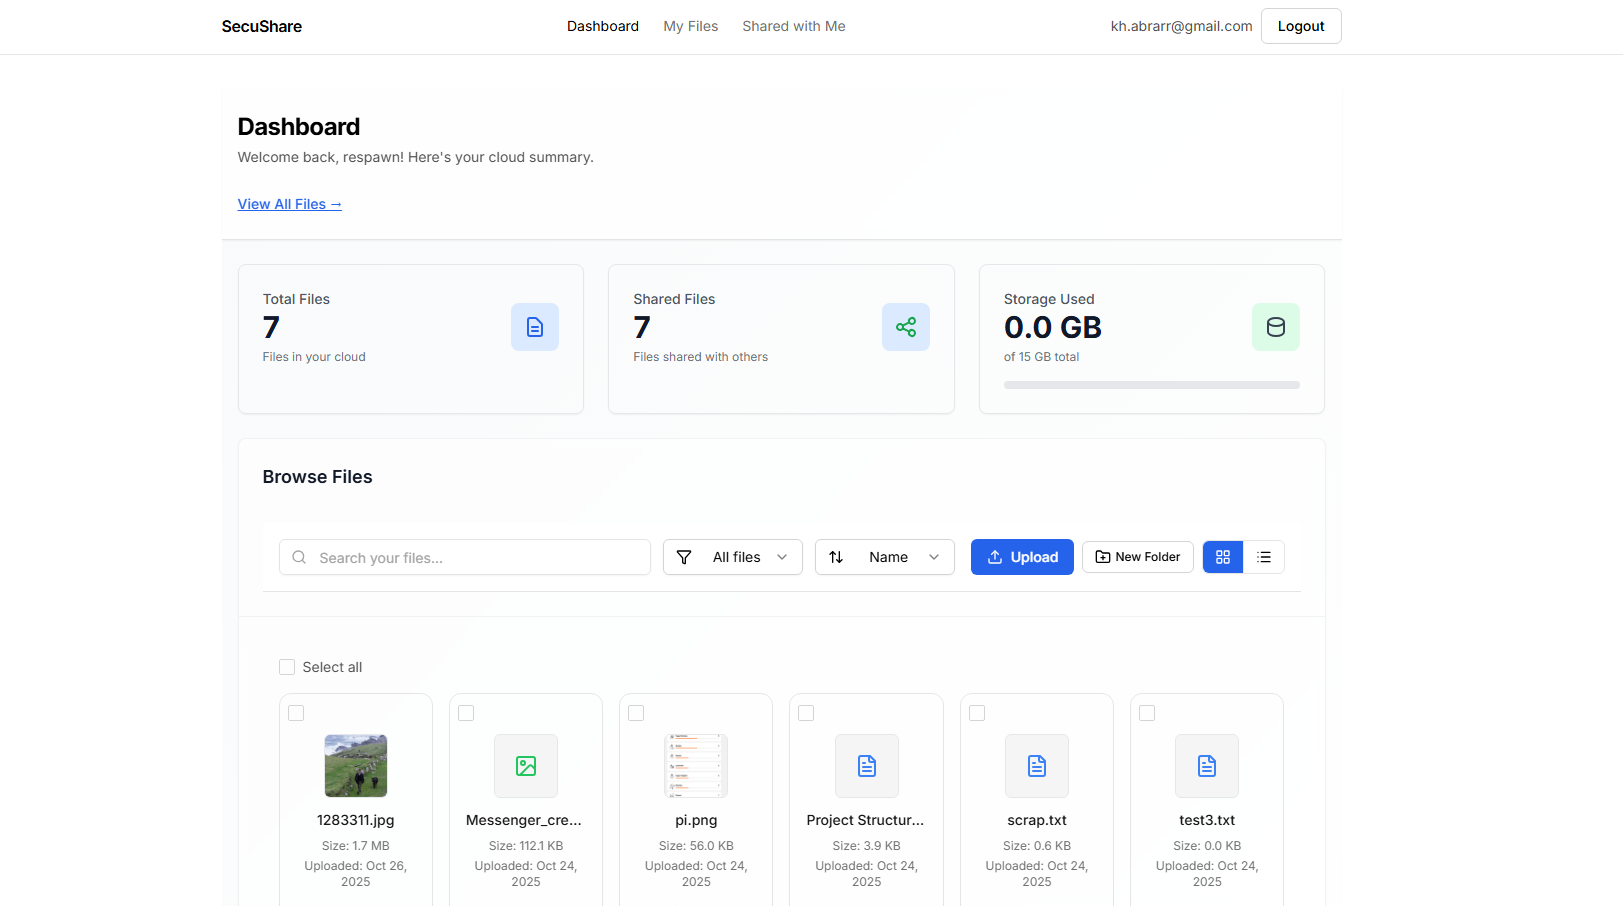 SecuShare
Dashboard
My Files
Shared with Me
kh.abrarr@gmail.com
Logout
Dashboard
Welcome back, respawn! Here's your cloud summary.
View All Files →
Total Files
7
Files in your cloud
Shared Files
7
Files shared with others
Storage Used
0.0 GB
of 15 GB total
Browse Files
Search your files...
All files
Name
Upload
New Folder
Select all
1283311.jpg
Size: 1.7 MB
Uploaded: Oct 26,
2025
Messenger_cre...
Size: 112.1 KB
Uploaded: Oct 24,
2025
pi.png
Size: 56.0 KB
Uploaded: Oct 24,
2025
Project Structur...
Size: 3.9 KB
Uploaded: Oct 24,
2025
scrap.txt
Size: 0.6 KB
Uploaded: Oct 24,
2025
test3.txt
Size: 0.0 KB
Uploaded: Oct 24,
2025